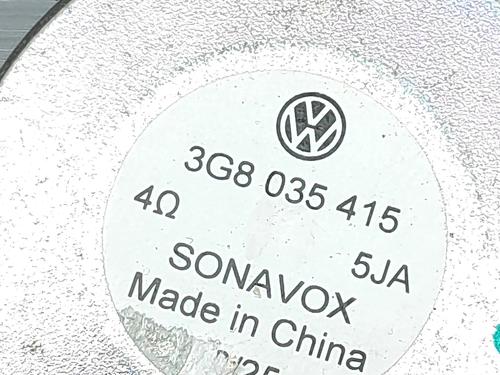 3G8 035 415
4Ω
5JA
SONAVOX
Made in China